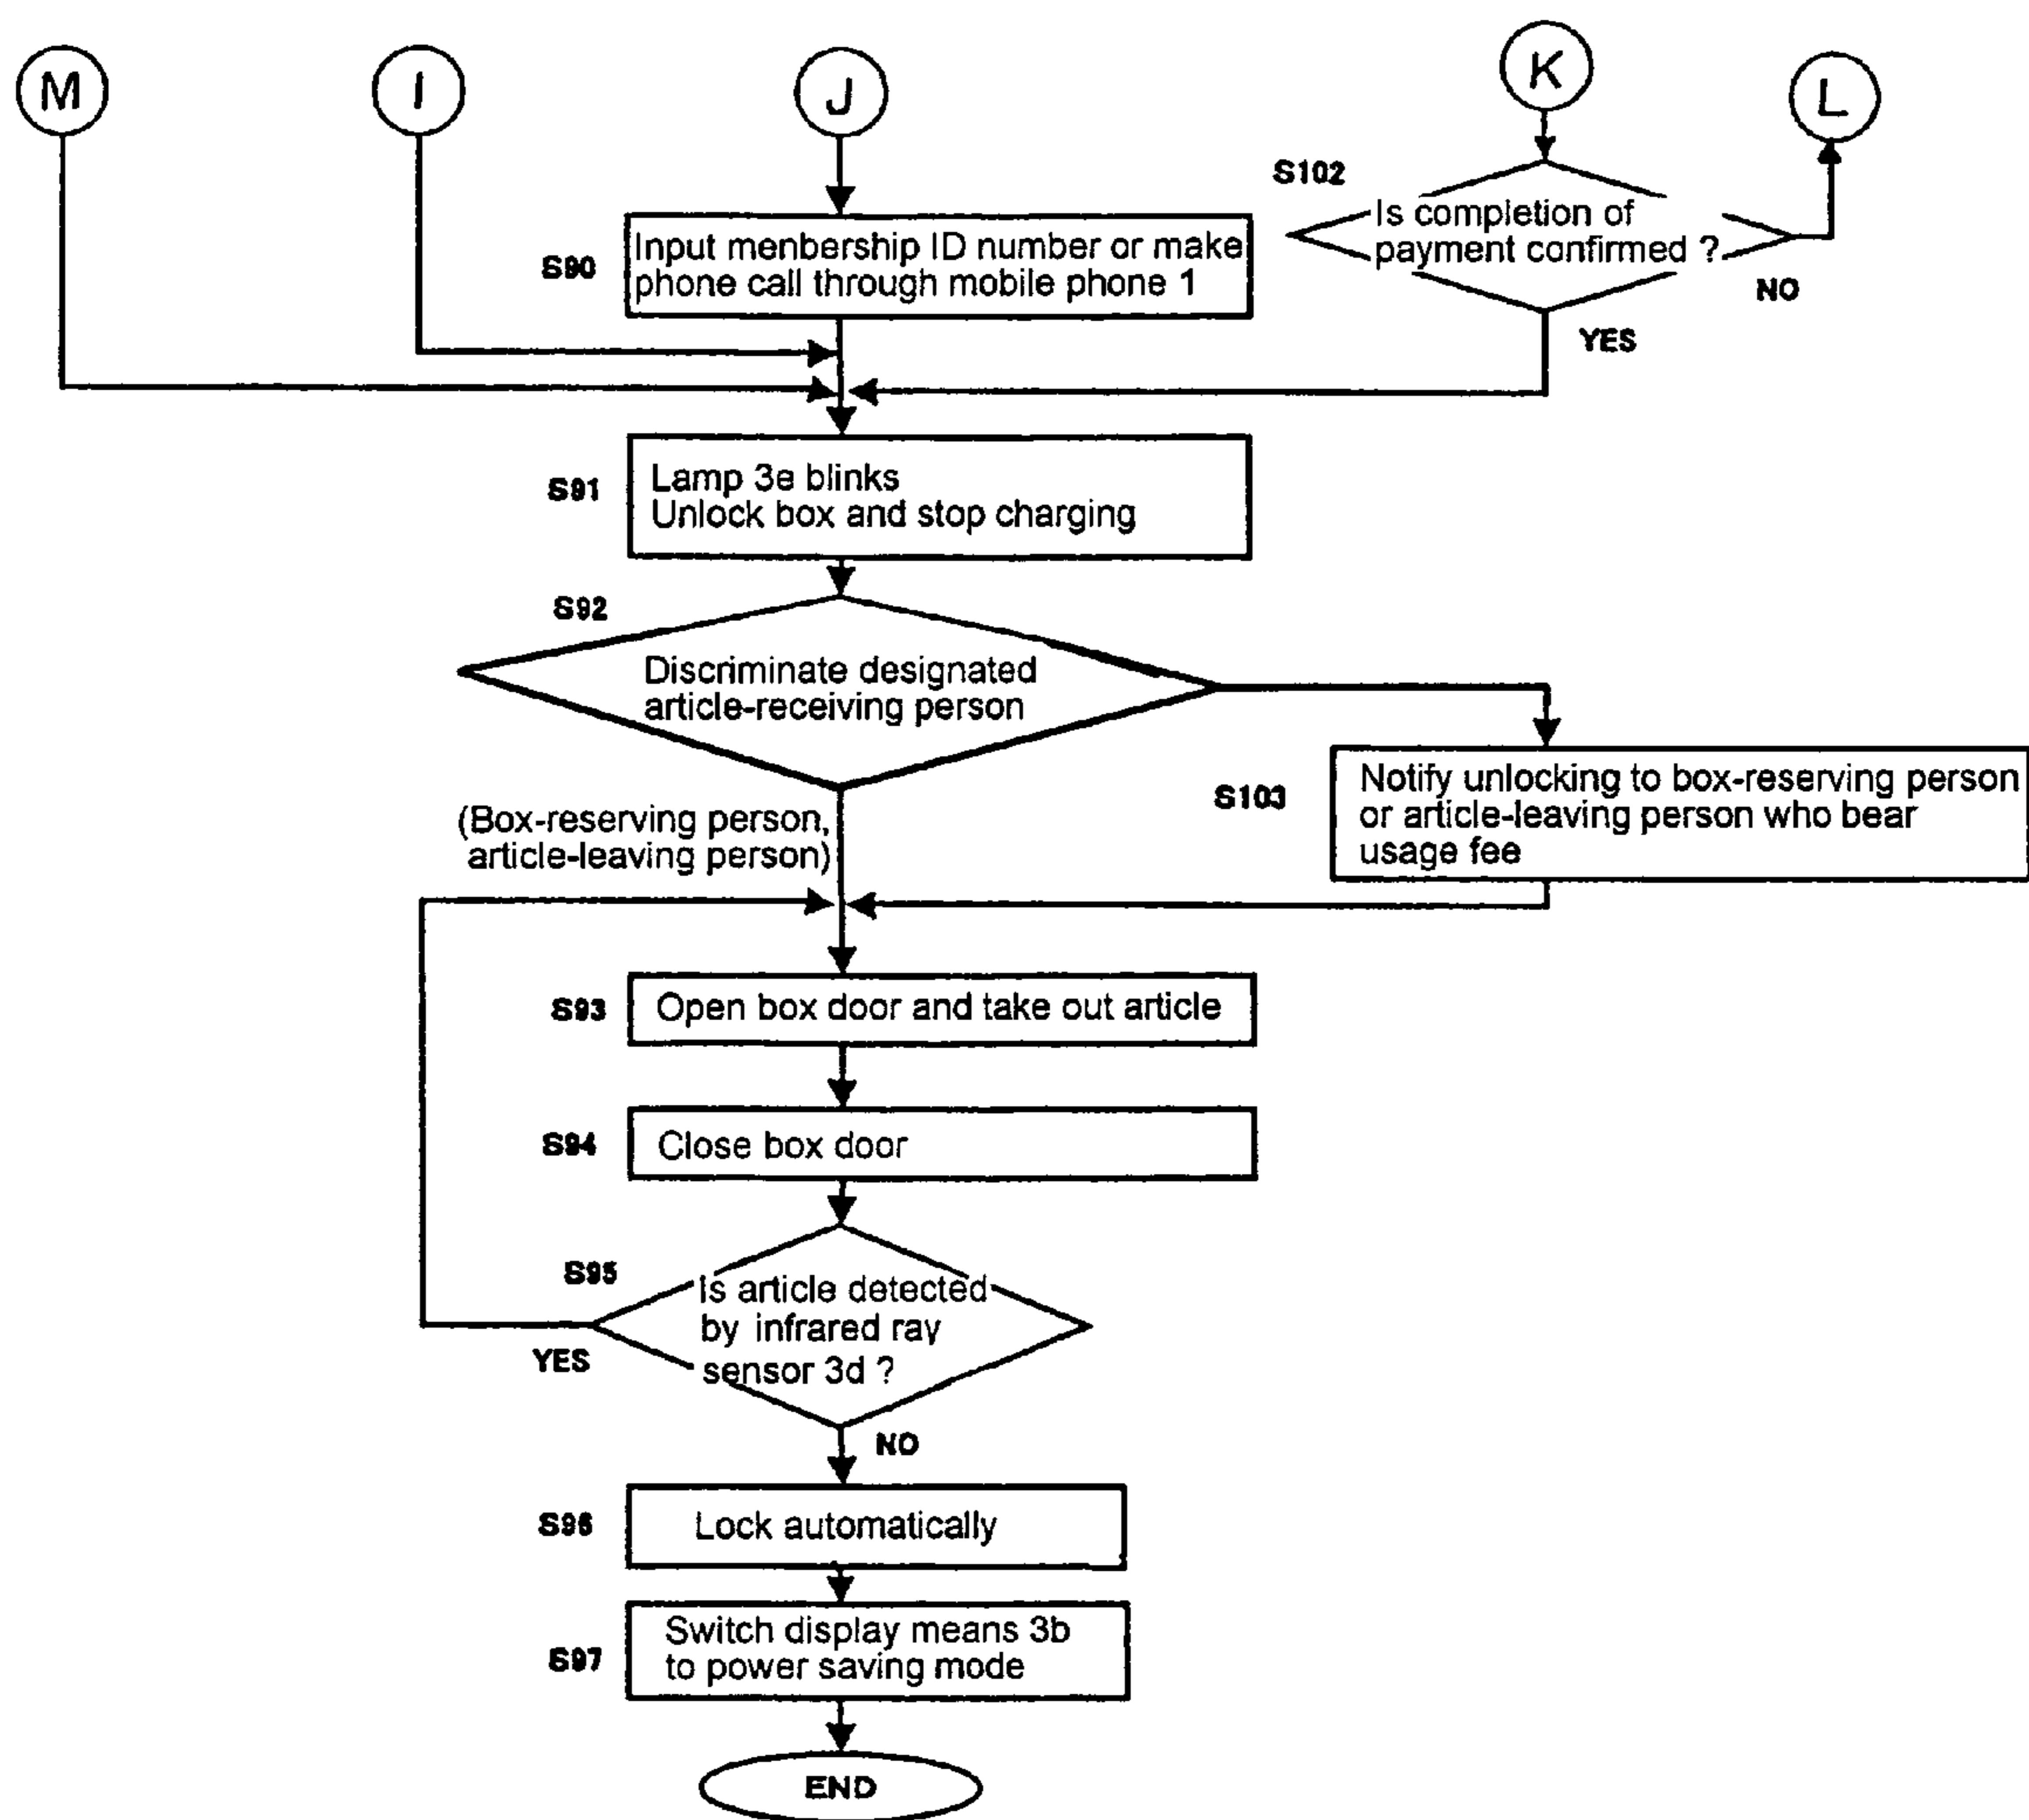 M
I
J
K
L
S102
Is completion of
payment confirmed ?
NO
YES
S90
Input menbership ID number or make
phone call through mobile phone 1
S91
Lamp 3e blinks
Unlock box and stop charging
S92
Discriminate designated
article-receiving person
(Box-reserving person,
article-leaving person)
S103
Notify unlocking to box-reserving person
or article-leaving person who bear
usage fee
S93
Open box door and take out article
S94
Close box door
S95
Is article detected
by infrared ray
sensor 3d ?
YES
NO
S96
Lock automatically
S97
Switch display means 3b
to power saving mode
END